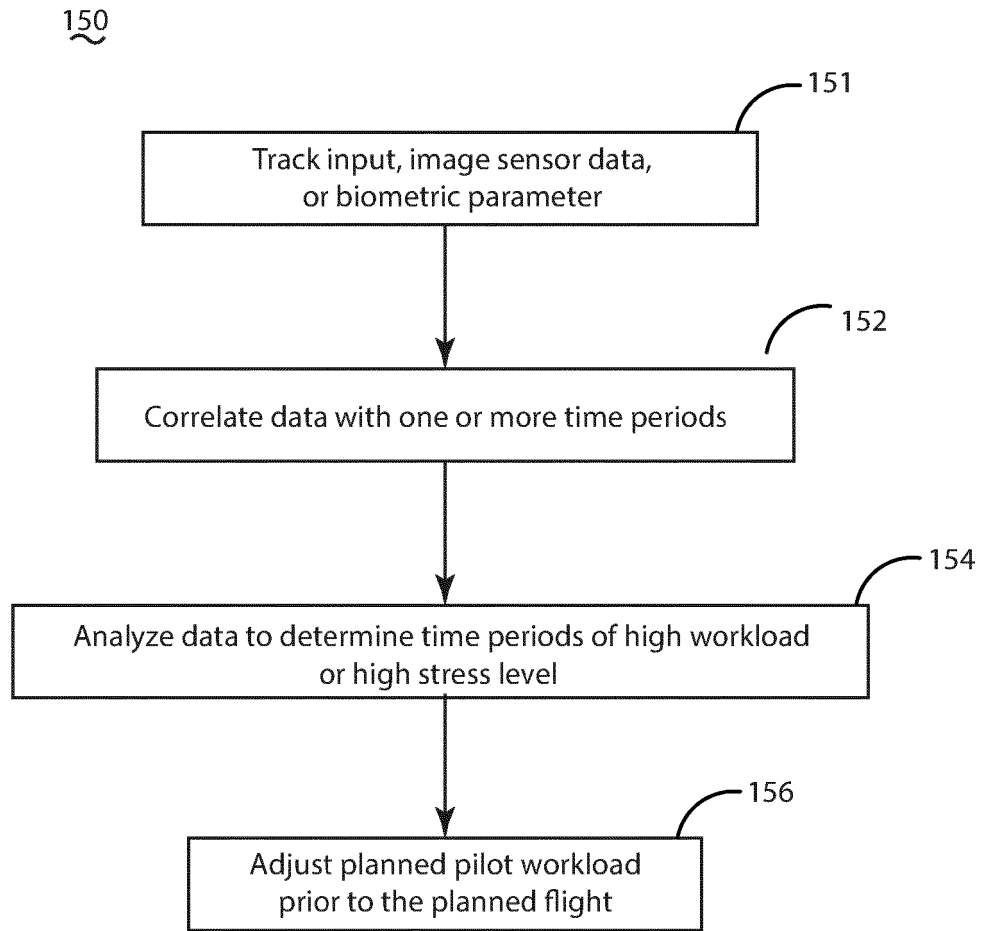 150
151
Track input, image sensor data,
or biometric parameter
152
Correlate data with one or more time periods
154
Analyze data to determine time periods of high workload
or high stress level
156
Adjust planned pilot workload
prior to the planned flight